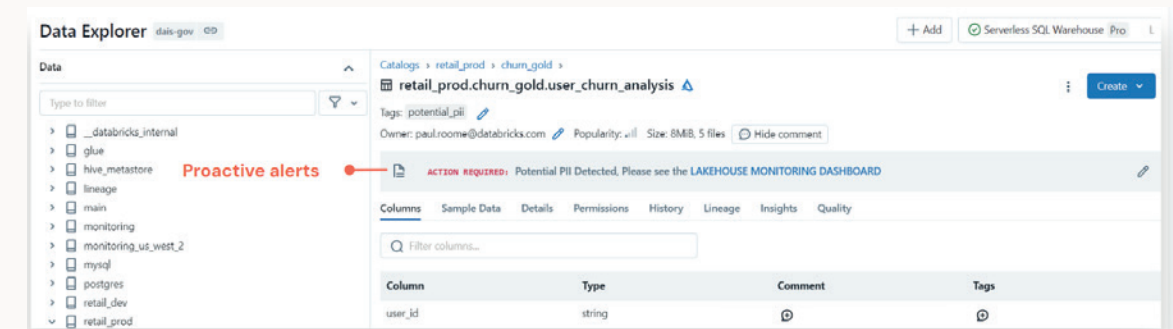 Data Explorer dais-gov
+ Add
Serverless SQL Warehouse Pro L
Data
Type to filter
__databricks_internal
glue
hive_metastore
lineage
main
monitoring
monitoring_us_west_2
mysql
postgres
retail_dev
retail_prod
Proactive alerts
Catalogs > retail_prod > churn_gold >
retail_prod.churn_gold.user_churn_analysis
Create
Tags: potential_pii
Owner: paul.roome@databricks.com Popularity: Size: 8MiB, 5 files Hide comment
ACTION REQUIRED: Potential PII Detected, Please see the LAKEHOUSE MONITORING DASHBOARD
Columns Sample Data Details Permissions History Lineage Insights Quality
Filter columns...
Column Type Comment Tags
user_id string